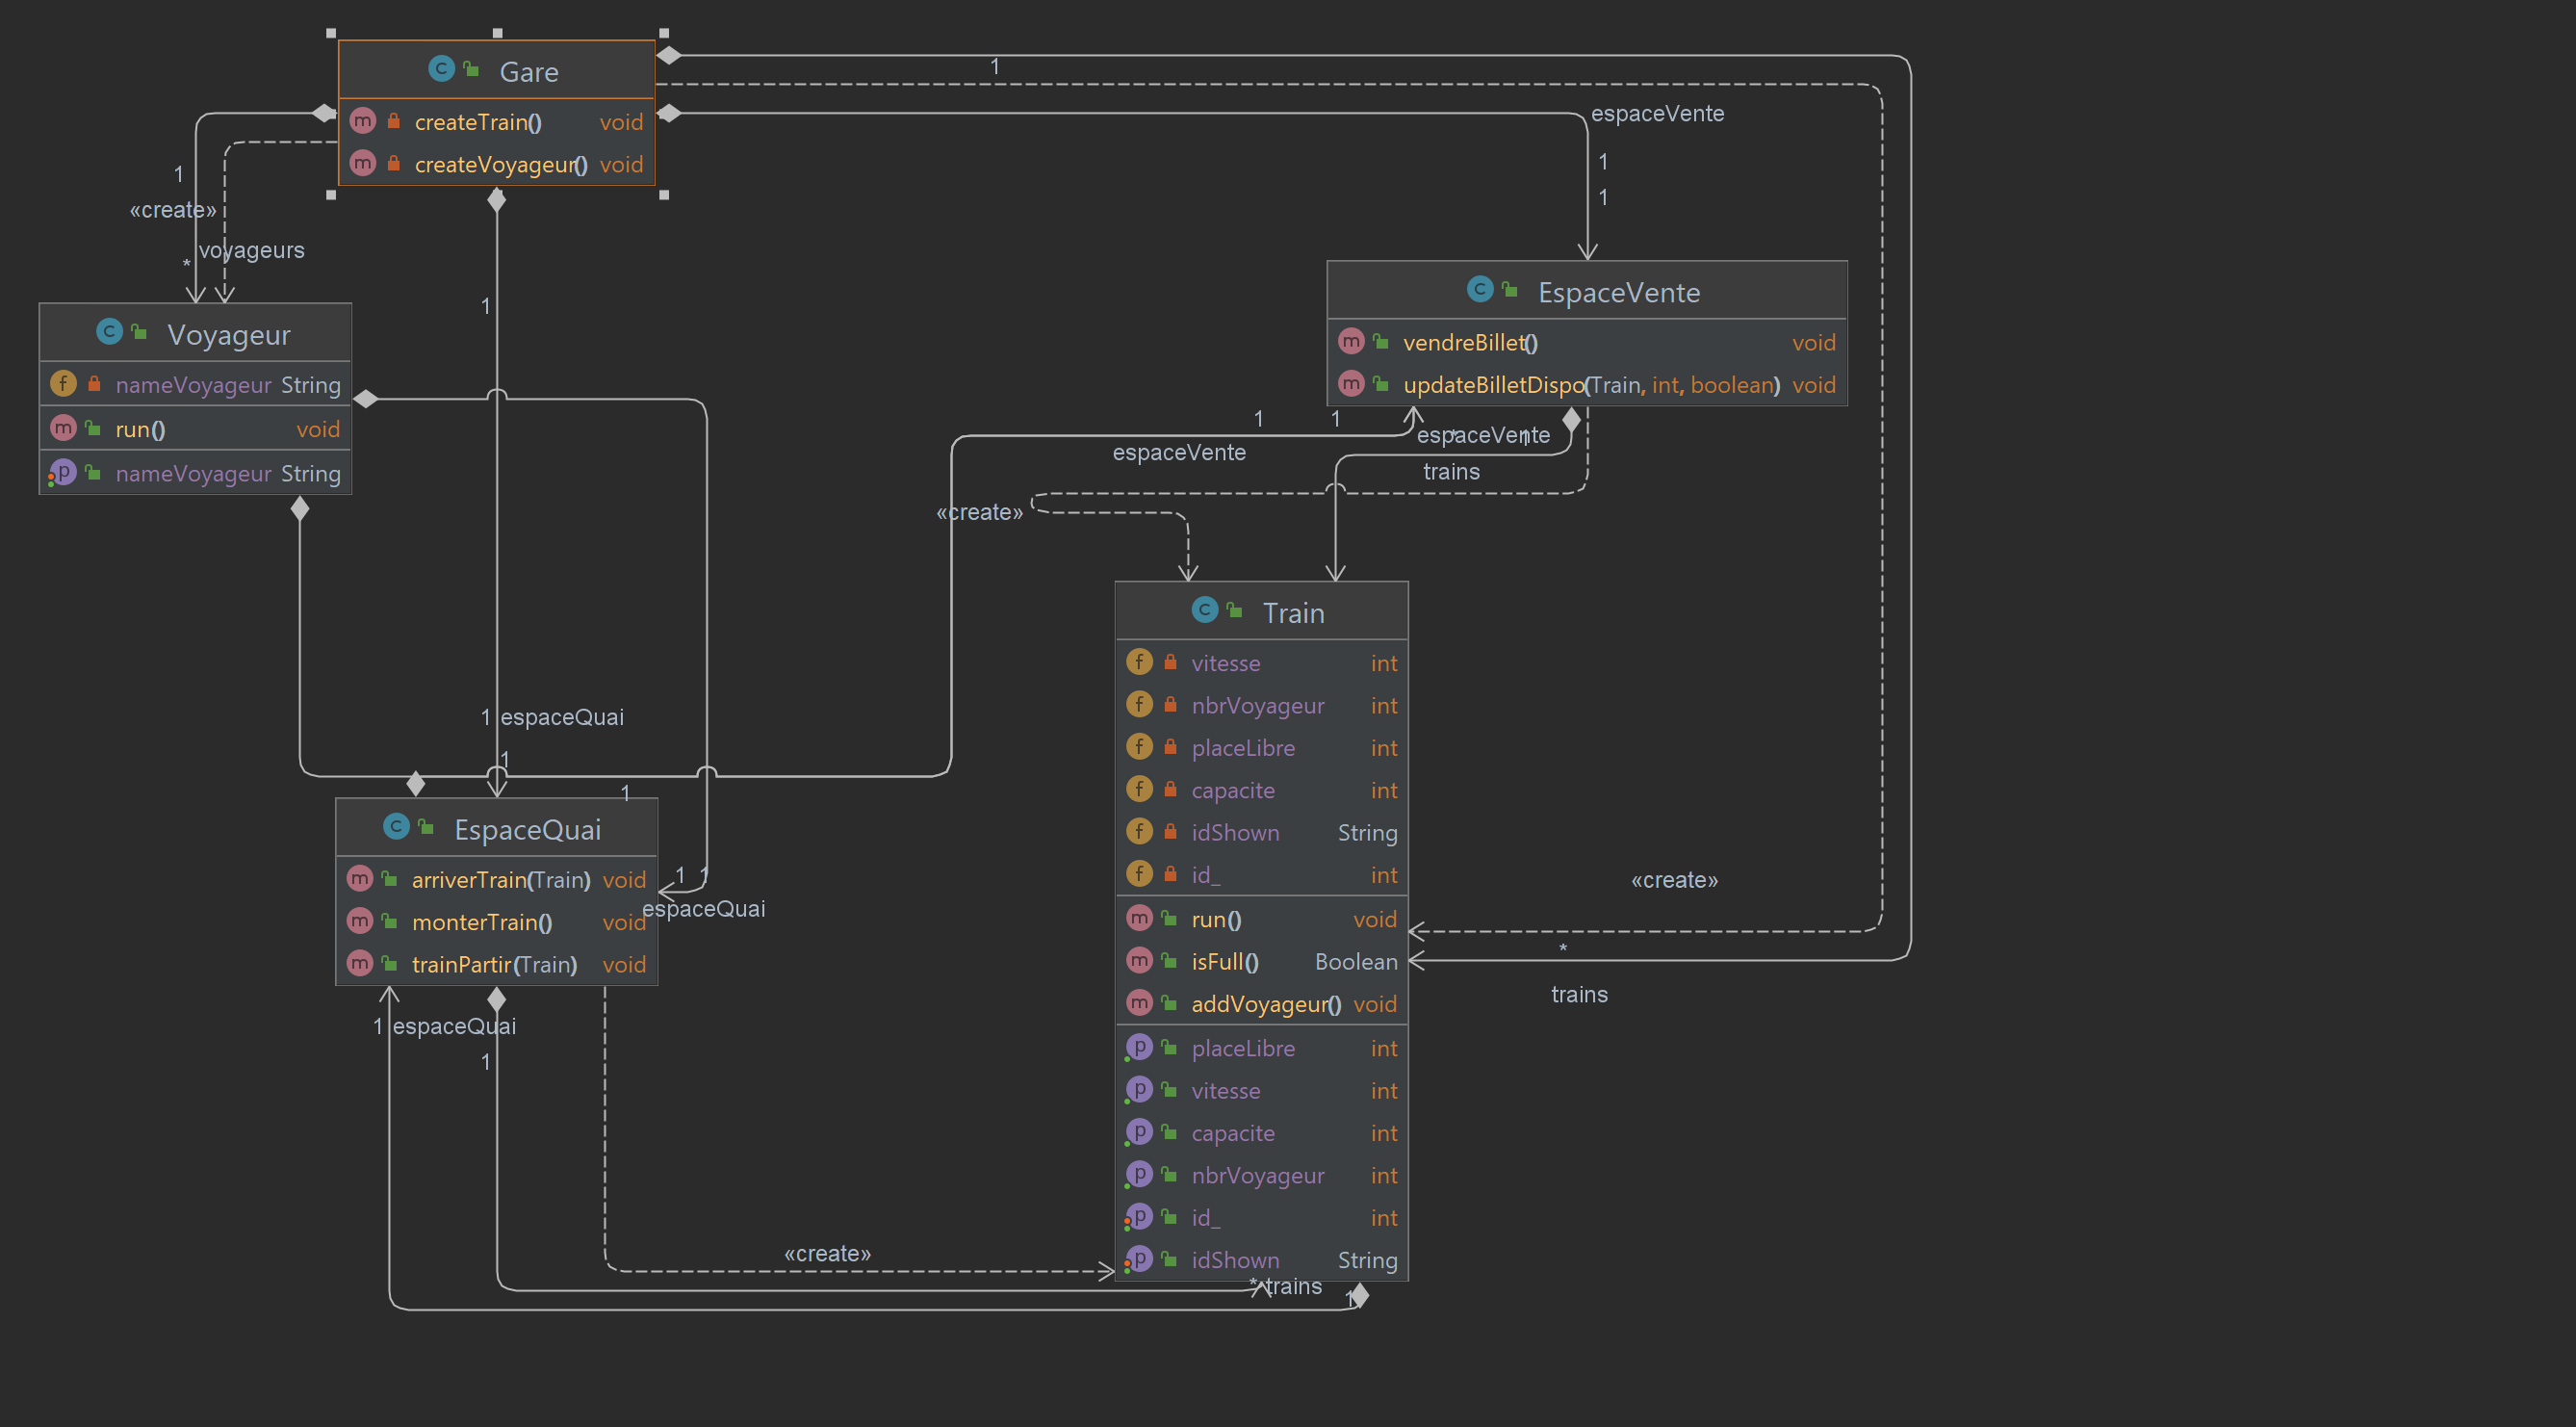 Gare
createTrain() void
createVoyageur() void
1
espaceVente
1
1
1
«create»
voyageurs
*
1
Voyageur
nameVoyageur String
run() void
nameVoyageur String
EspaceVente
vendreBillet() void
updateBilletDispo(Train, int, boolean) void
1
1
espaceVente
* 1
espaceVente
trains
«create»
Train
vitesse int
nbrVoyageur int
placeLibre int
capacite int
idShown String
id_ int
run() void
isFull() Boolean
addVoyageur() void
placeLibre int
vitesse int
capacite int
nbrVoyageur int
id_ int
idShown String
1 espaceQuai
1
1
EspaceQuai
arriverTrain(Train) void
monterTrain() void
trainPartir(Train) void
1 1
espaceQuai
«create»
*
trains
1 espaceQuai
1
«create»
* trains
1